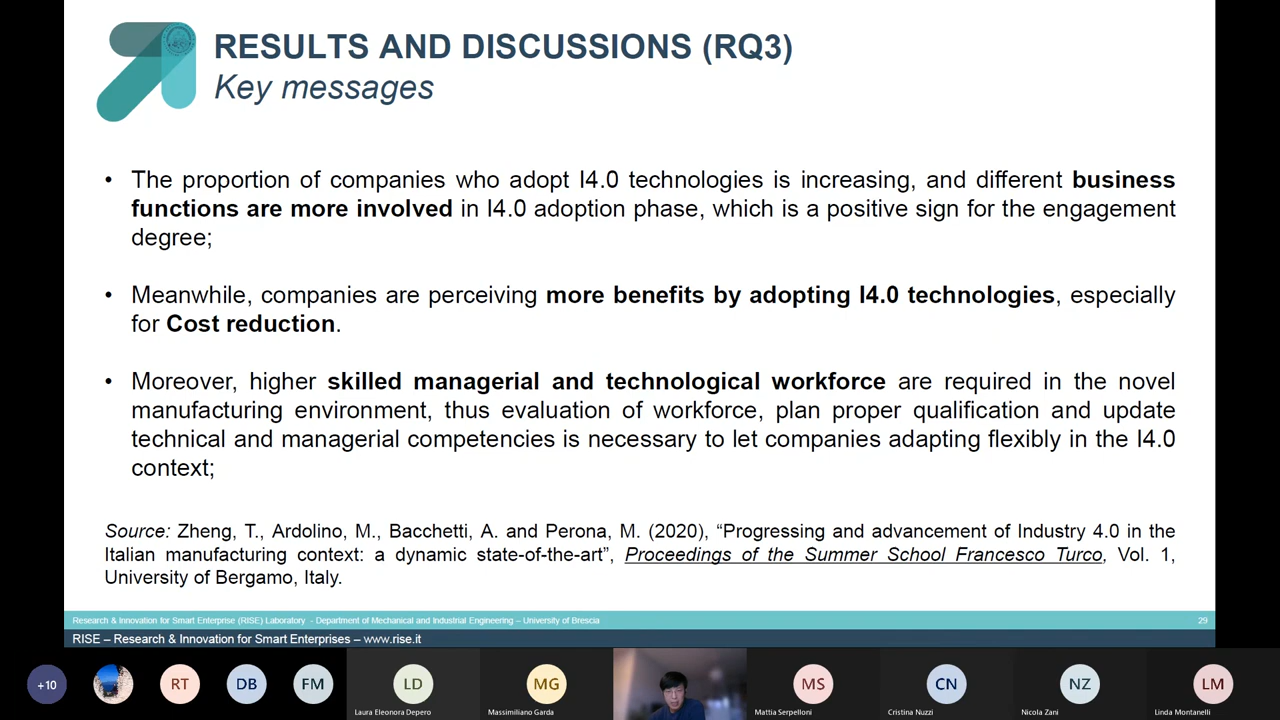 RESULTS AND DISCUSSIONS (RQ3)
Key messages
• The proportion of companies who adopt I4.0 technologies is increasing, and different business
functions are more involved in I4.0 adoption phase, which is a positive sign for the engagement
degree;
• Meanwhile, companies are perceiving more benefits by adopting I4.0 technologies, especially
for Cost reduction.
• Moreover, higher skilled managerial and technological workforce are required in the novel
manufacturing environment, thus evaluation of workforce, plan proper qualification and update
technical and managerial competencies is necessary to let companies adapting flexibly in the I4.0
context;
Source: Zheng, T., Ardolino, M., Bacchetti, A. and Perona, M. (2020), “Progressing and advancement of Industry 4.0 in the
Italian manufacturing context: a dynamic state-of-the-art”, Proceedings of the Summer School Francesco Turco, Vol. 1,
University of Bergamo, Italy.
Research & Innovation for Smart Enterprise (RISE) Laboratory - Department of Mechanical and Industrial Engineering – University of Brescia 29
RISE – Research & Innovation for Smart Enterprises – www.rise.it
+10 RT DB FM LD MG MS CN NZ LM
Laura Eleonora Depero Massimiliano Garda Mattia Serpelloni Cristina Nuzzi Nicola Zani Linda Montanelli